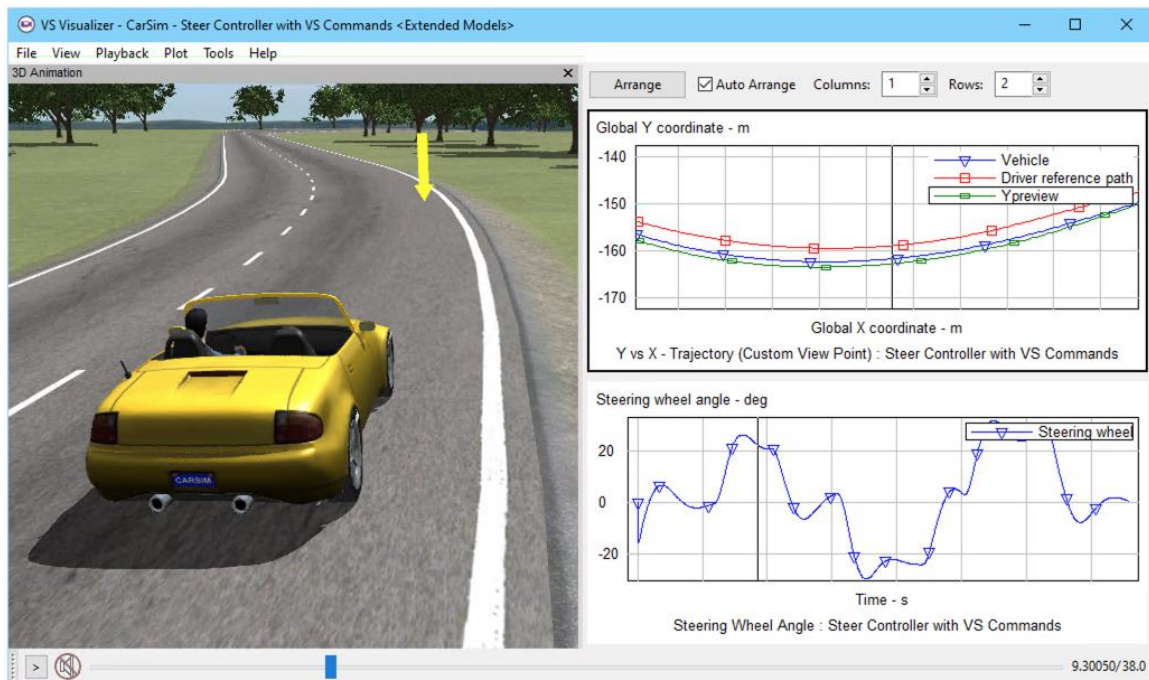 VS Visualizer - CarSim - Steer Controller with VS Commands <Extended Models>
File View Playback Plot Tools Help
3D Animation
Arrange Auto Arrange Columns: 1 Rows: 2
Global Y coordinate - m
-140
-150
-160
-170
Vehicle
Driver reference path
Ypreview
Global X coordinate - m
Y vs X - Trajectory (Custom View Point) : Steer Controller with VS Commands
Steering wheel angle - deg
20
0
-20
Steering wheel
Time - s
Steering Wheel Angle : Steer Controller with VS Commands
CARSIM
>
9.30050/38.0